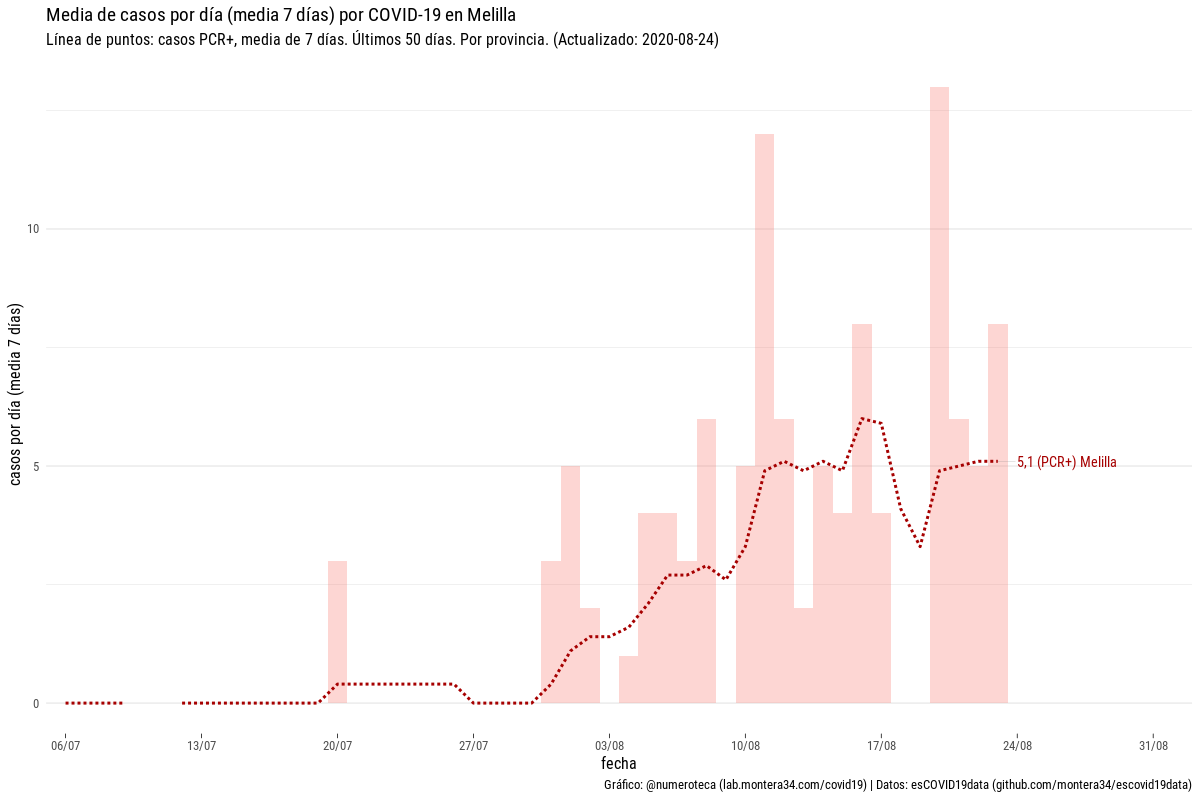 Media de casos por día (media 7 días) por COVID-19 en Melilla
Línea de puntos: casos PCR+, media de 7 días. Últimos 50 días. Por provincia. (Actualizado: 2020-08-24)
casos por día (media 7 días)
10
5
0
5,1 (PCR+) Melilla
06/07 13/07 20/07 27/07 03/08 10/08 17/08 24/08 31/08
fecha
Gráfico: @numeroteca (lab.montera34.com/covid19) | Datos: esCOVID19data (github.com/montera34/escovid19data)